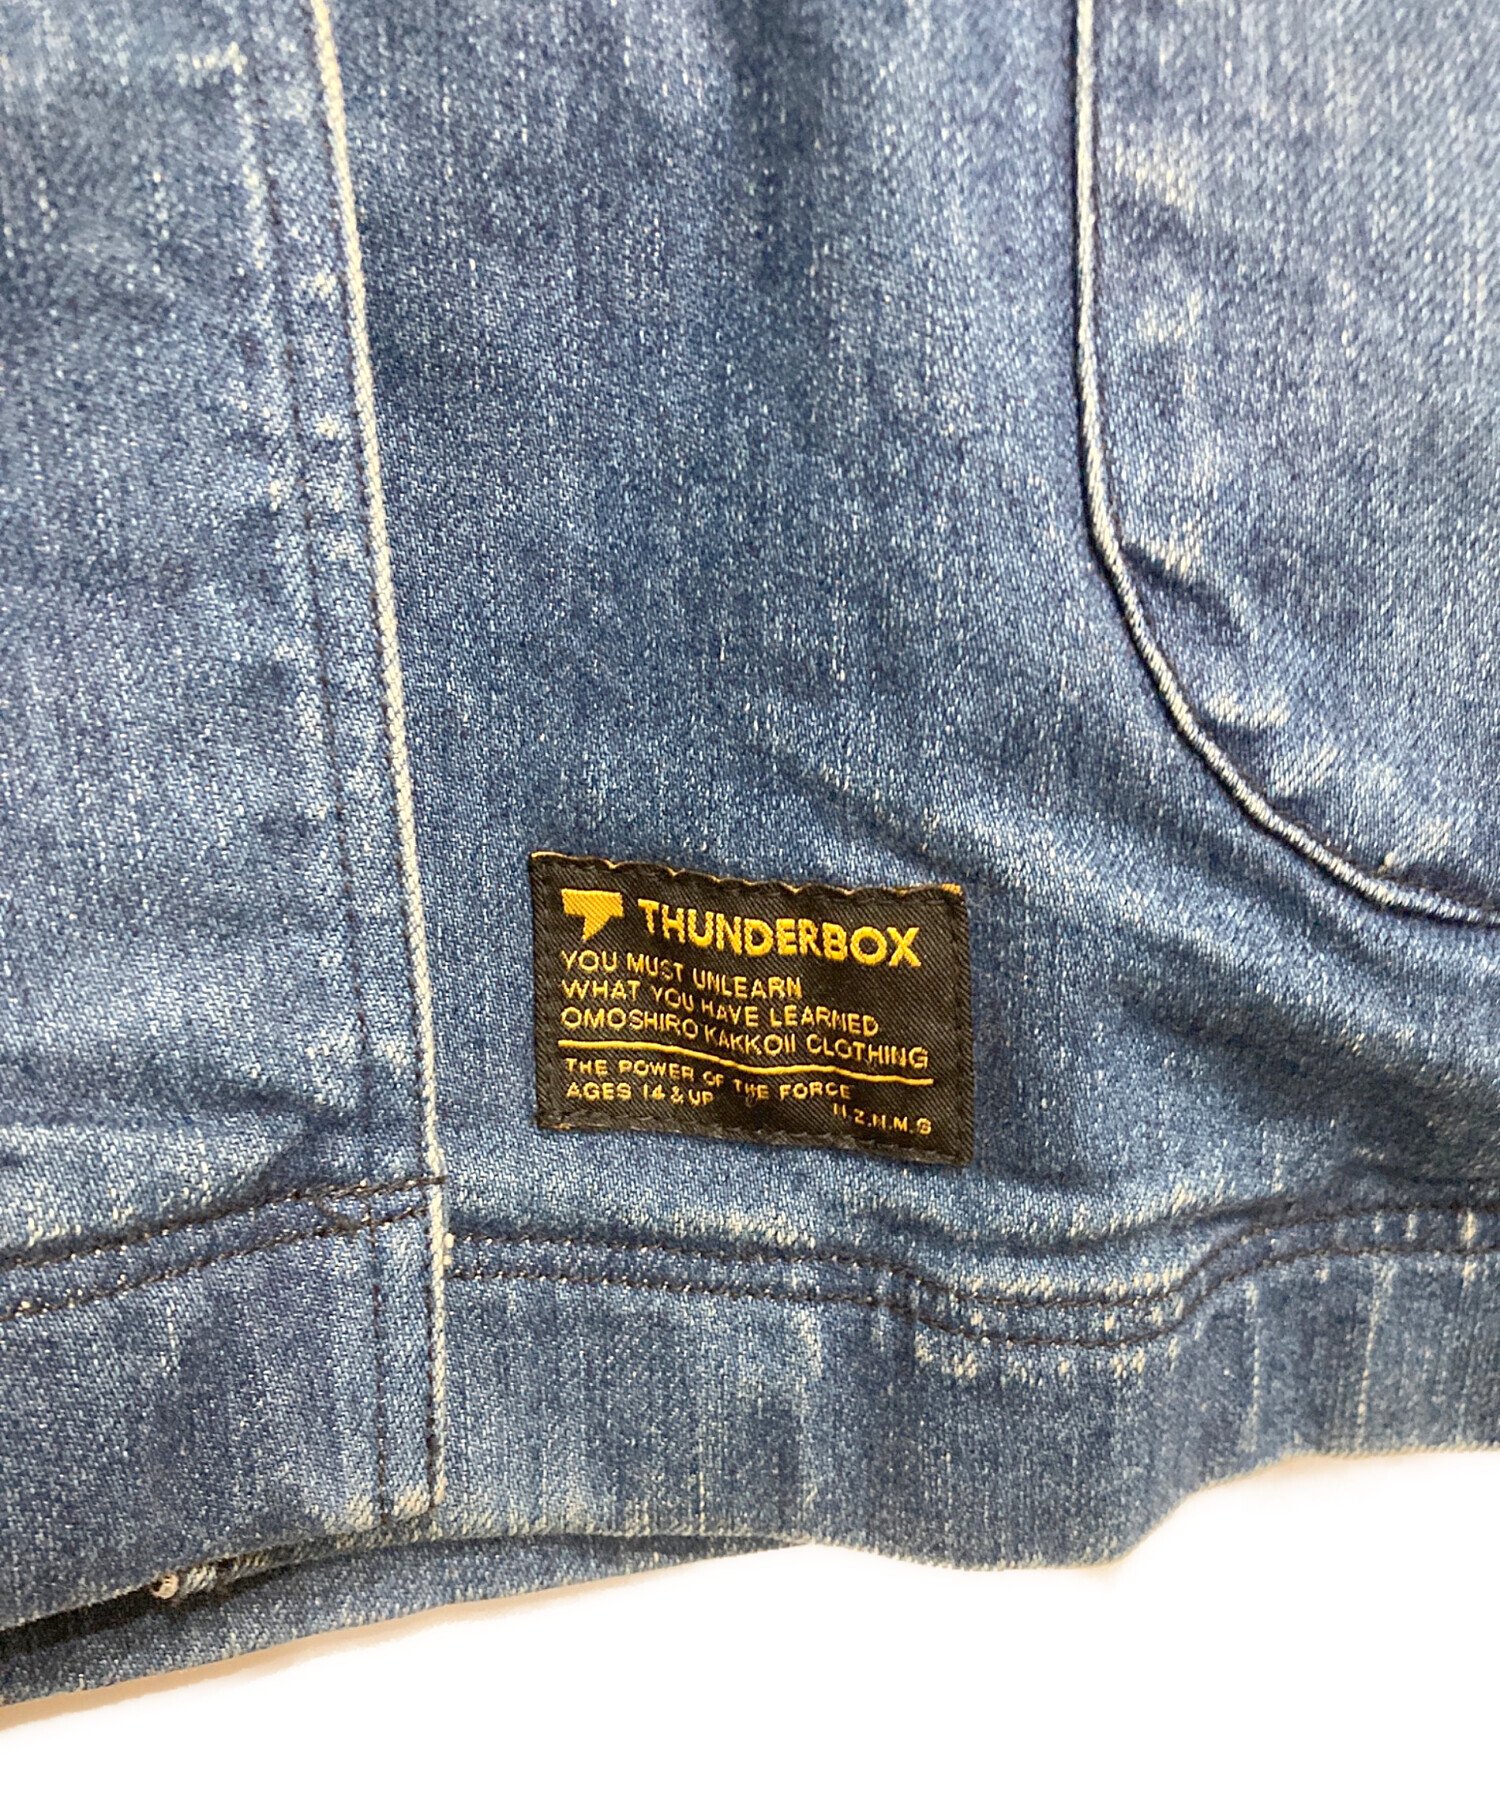 THUNDERBOX
YOU MUST UNLEARN
WHAT YOU HAVE LEARNED
OMOSHIRO KAKKOII CLOTHING
THE POWER OF THE FORCE
AGES 14 & UP